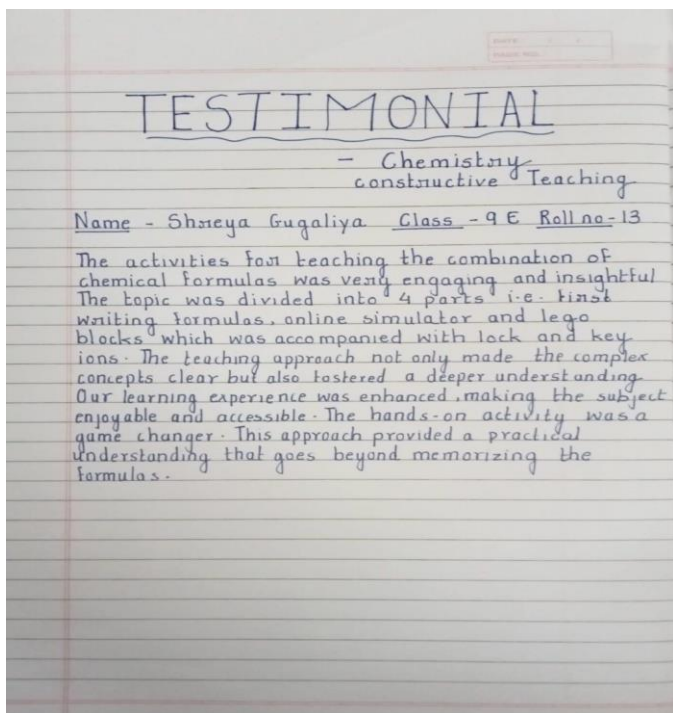 TESTIMONIAL
- Chemistry
constructive Teaching
Name - Shreya Gugaliya Class - 9 E Roll no - 13
The activities for teaching the combination of
chemical formulas was very engaging and insightful
The topic was divided into 4 parts i.e. first
writing formulas, online simulator and lego
blocks which was accompanied with lock and key
ions. The teaching approach not only made the complex
concepts clear but also fostered a deeper understanding
Our learning experience was enhanced, making the subject
enjoyable and accessible. The hands-on activity was a
game changer. This approach provided a practical
understanding that goes beyond memorizing the
formulas.